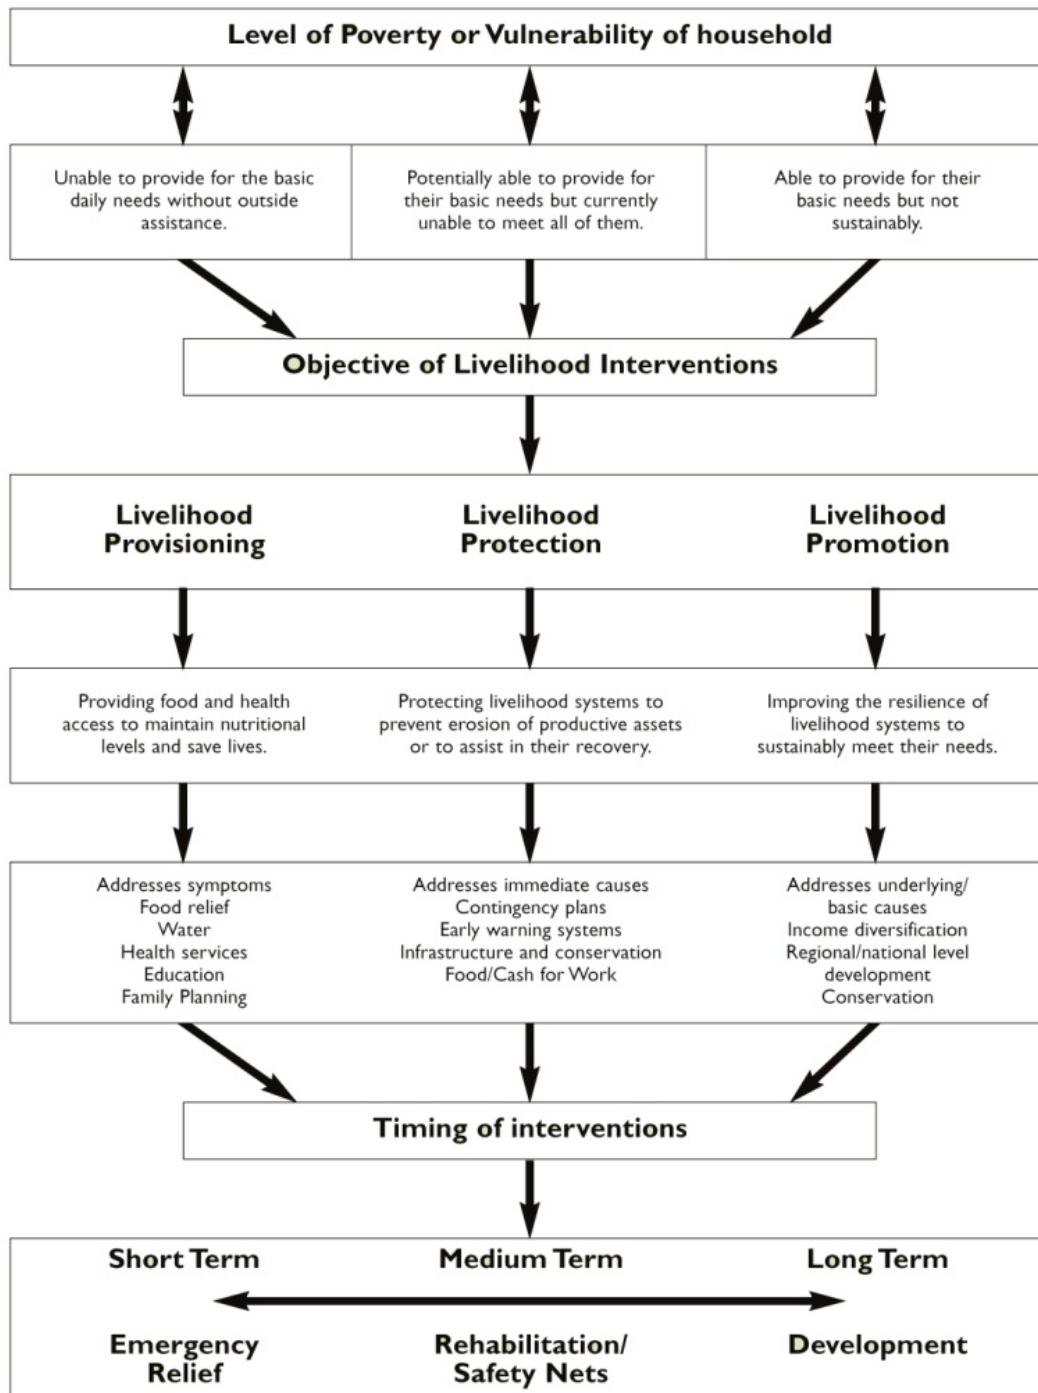 Level of Poverty or Vulnerability of household
Unable to provide for the basic
daily needs without outside
assistance.
Potentially able to provide for
their basic needs but currently
unable to meet all of them.
Able to provide for their
basic needs but not
sustainably.
Objective of Livelihood Interventions
Livelihood
Provisioning
Livelihood
Protection
Livelihood
Promotion
Providing food and health
access to maintain nutritional
levels and save lives.
Protecting livelihood systems to
prevent erosion of productive assets
or to assist in their recovery.
Improving the resilience of
livelihood systems to
sustainably meet their needs.
Addresses symptoms
Food relief
Water
Health services
Education
Family Planning
Addresses immediate causes
Contingency plans
Early warning systems
Infrastructure and conservation
Food/Cash for Work
Addresses underlying/
basic causes
Income diversification
Regional/national level
development
Conservation
Timing of interventions
Short Term
Medium Term
Long Term
Emergency
Relief
Rehabilitation/
Safety Nets
Development